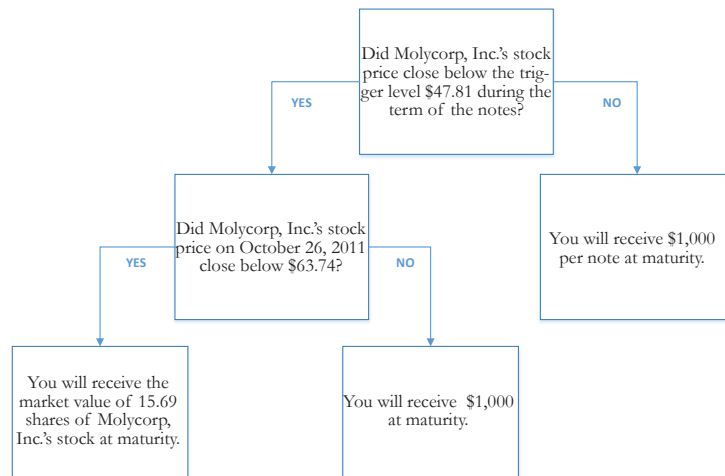 Did Molycorp, Inc.'s stock
price close below the trig-
ger level $47.81 during the
term of the notes?
YES
NO
Did Molycorp, Inc.'s stock
price on October 26, 2011
close below $63.74?
You will receive $1,000
per note at maturity.
YES
NO
You will receive the
market value of 15.69
shares of Molycorp,
Inc.'s stock at maturity.
You will receive $1,000
at maturity.